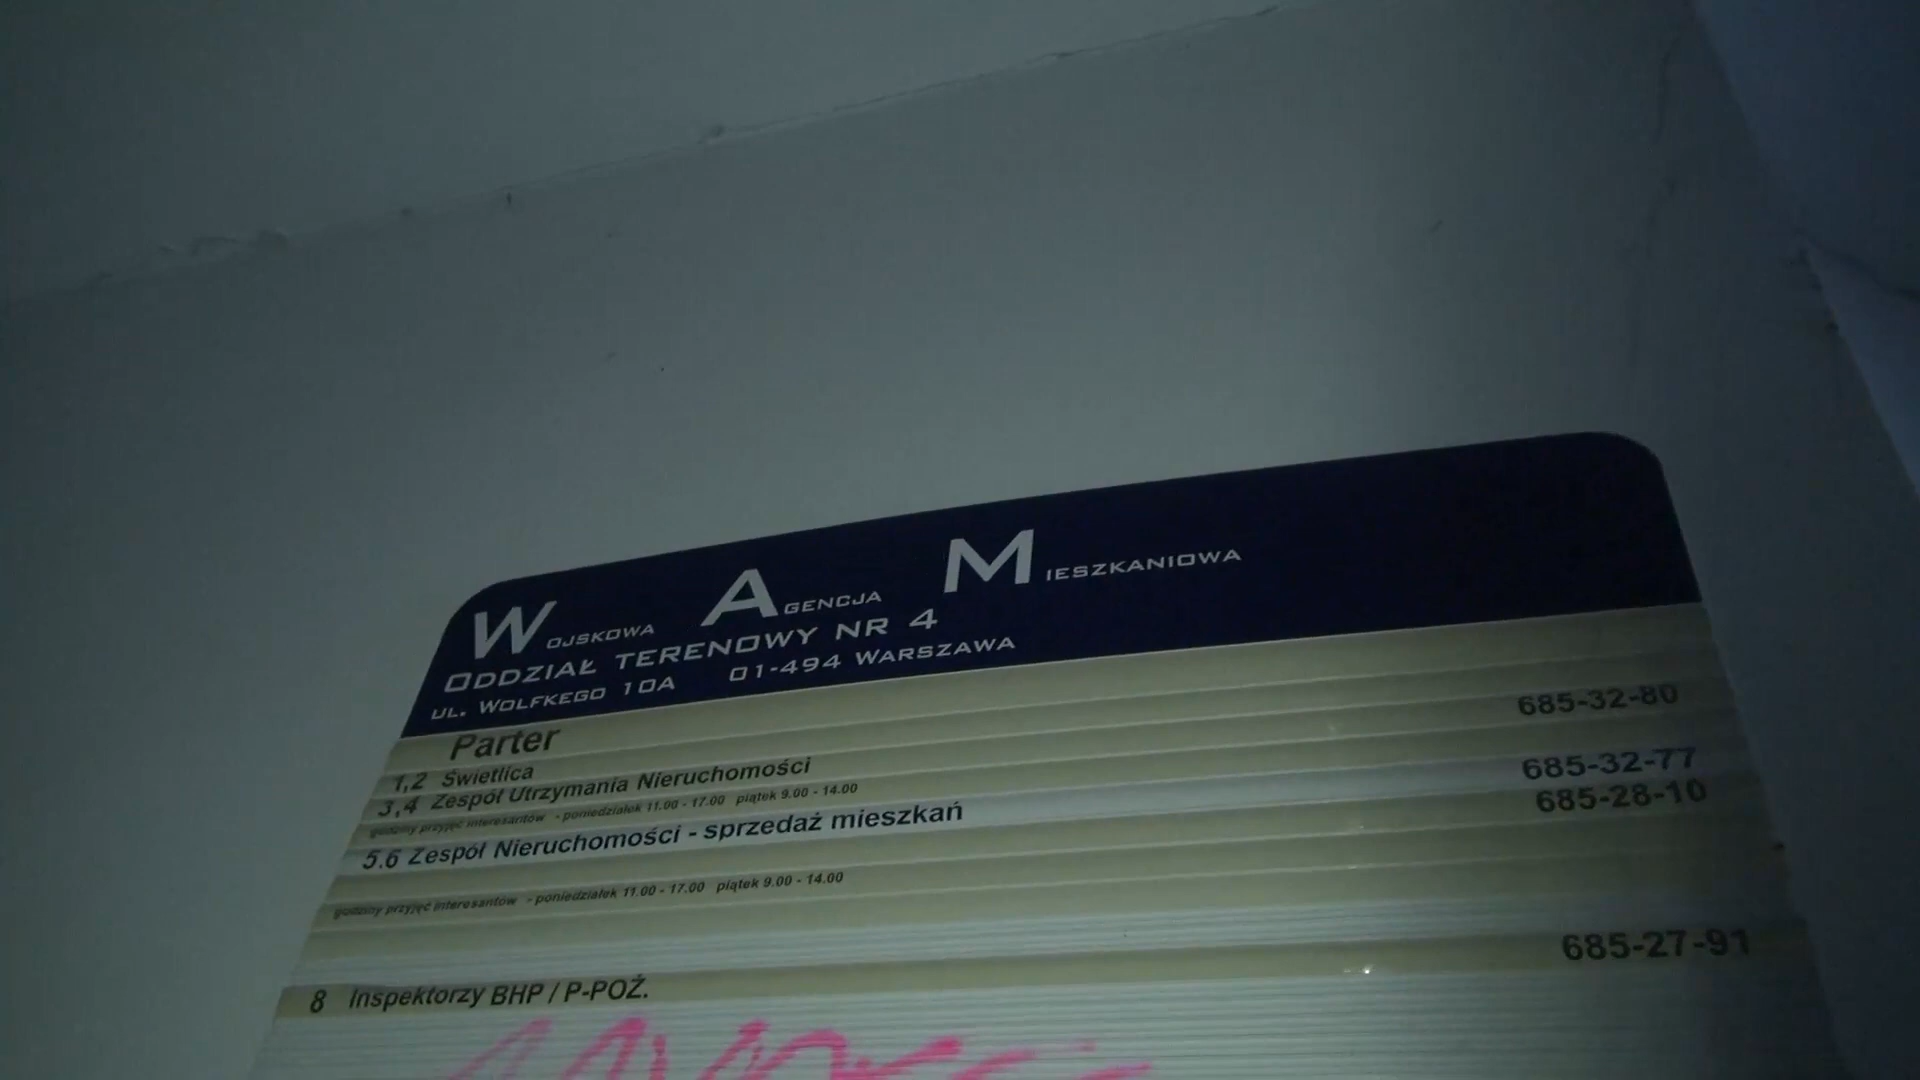 Wojskowa Agencja Mieszkaniowa
Oddział Terenowy nr 4
ul. Wolfkego 10A 01-494 Warszawa
Parter
1,2 Świetlica 685-32-80
3,4 Zespół Utrzymania Nieruchomości 685-32-77
godziny przyjęć interesantów - poniedziałek 11.00 - 17.00 piątek 9.00 - 14.00
5.6 Zespół Nieruchomości - sprzedaż mieszkań 685-28-10
godziny przyjęć interesantów - poniedziałek 11.00 - 17.00 piątek 9.00 - 14.00
8 Inspektorzy BHP / P-POŻ. 685-27-91